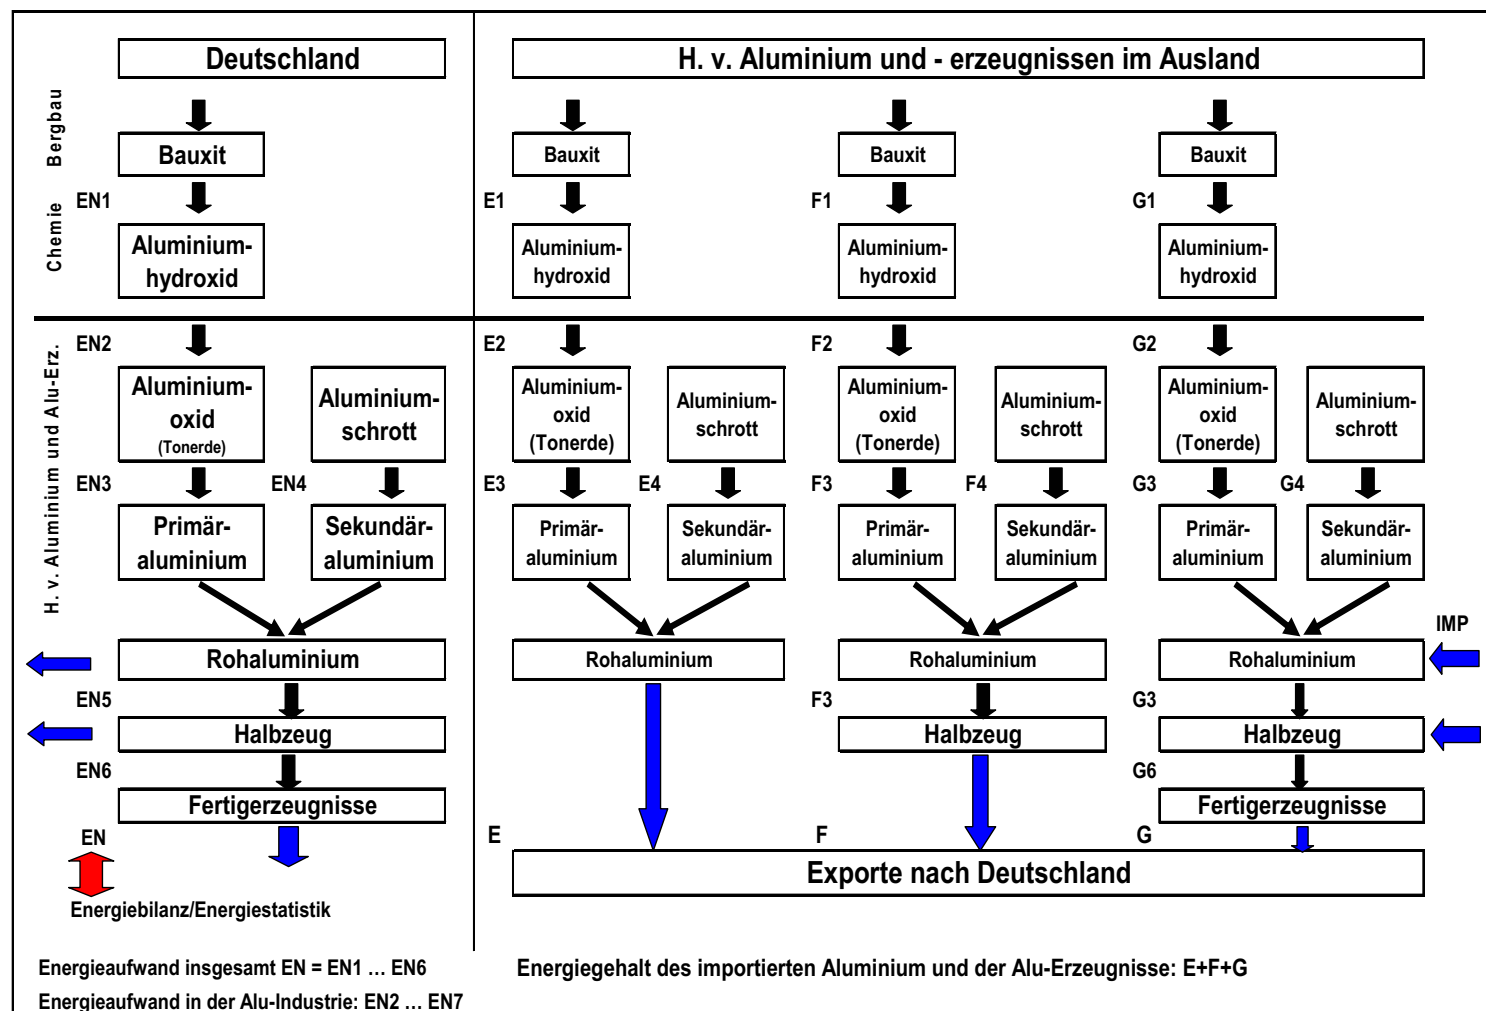 Deutschland
H. v. Aluminium und - erzeugnissen im Ausland
Bergbau
Bauxit
Bauxit
Bauxit
Bauxit
EN1
E1
F1
G1
Chemie
Aluminium-
hydroxid
Aluminium-
hydroxid
Aluminium-
hydroxid
Aluminium-
hydroxid
H. v. Aluminium und Alu-Erz.
EN2
E2
F2
G2
Aluminium-
oxid
(Tonerde)
Aluminium-
schrott
Aluminium-
oxid
(Tonerde)
Aluminium-
schrott
Aluminium-
oxid
(Tonerde)
Aluminium-
schrott
Aluminium-
oxid
(Tonerde)
Aluminium-
schrott
EN3
EN4
E3
E4
F3
F4
G3
G4
Primär-
aluminium
Sekundär-
aluminium
Primär-
aluminium
Sekundär-
aluminium
Primär-
aluminium
Sekundär-
aluminium
Primär-
aluminium
Sekundär-
aluminium
IMP
Rohaluminium
Rohaluminium
Rohaluminium
Rohaluminium
EN5
F3
G3
Halbzeug
Halbzeug
Halbzeug
EN6
G6
Fertigerzeugnisse
Fertigerzeugnisse
EN
E
F
G
Exporte nach Deutschland
Energiebilanz/Energiestatistik
Energieaufwand insgesamt EN = EN1 … EN6
Energiegehalt des importierten Aluminium und der Alu-Erzeugnisse: E+F+G
Energieaufwand in der Alu-Industrie: EN2 … EN7